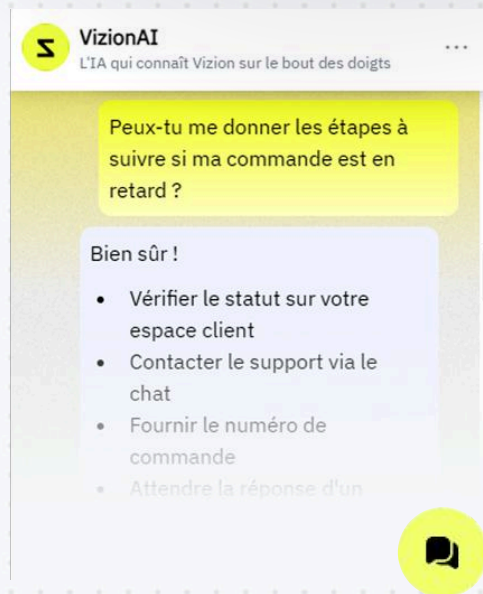 VizionAI
L'IA qui connaît Vizion sur le bout des doigts
Peux-tu me donner les étapes à
suivre si ma commande est en
retard ?
Bien sûr !
• Vérifier le statut sur votre
espace client
• Contacter le support via le
chat
• Fournir le numéro de
commande
• Attendre la réponse d'un